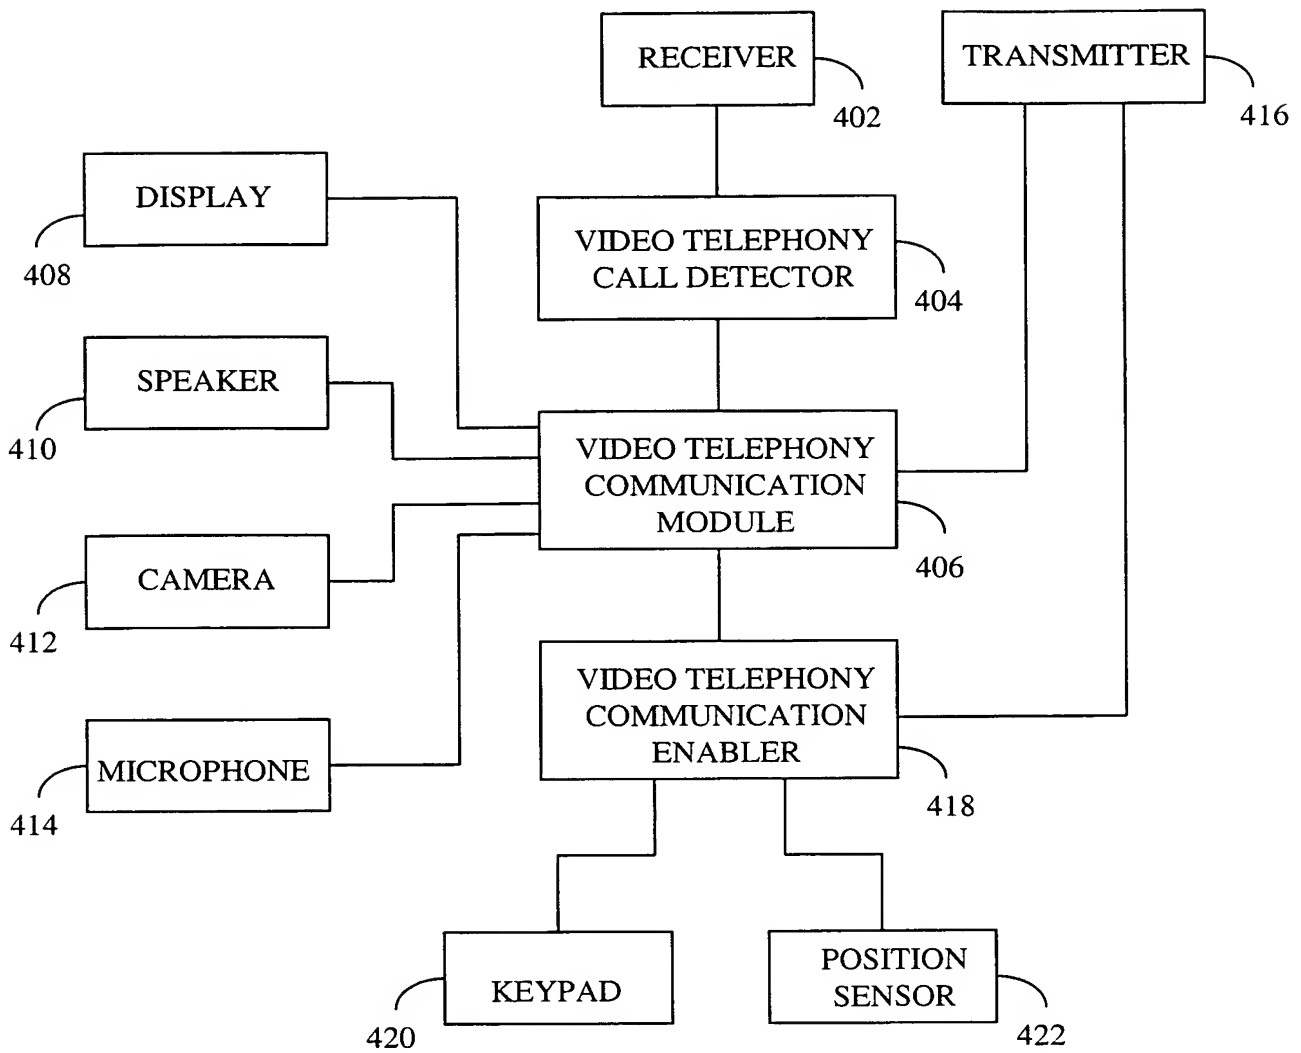 RECEIVER
402
TRANSMITTER
416
DISPLAY
408
VIDEO TELEPHONY
CALL DETECTOR
404
SPEAKER
410
VIDEO TELEPHONY
COMMUNICATION
MODULE
406
CAMERA
412
VIDEO TELEPHONY
COMMUNICATION
ENABLER
418
MICROPHONE
414
KEYPAD
420
POSITION
SENSOR
422